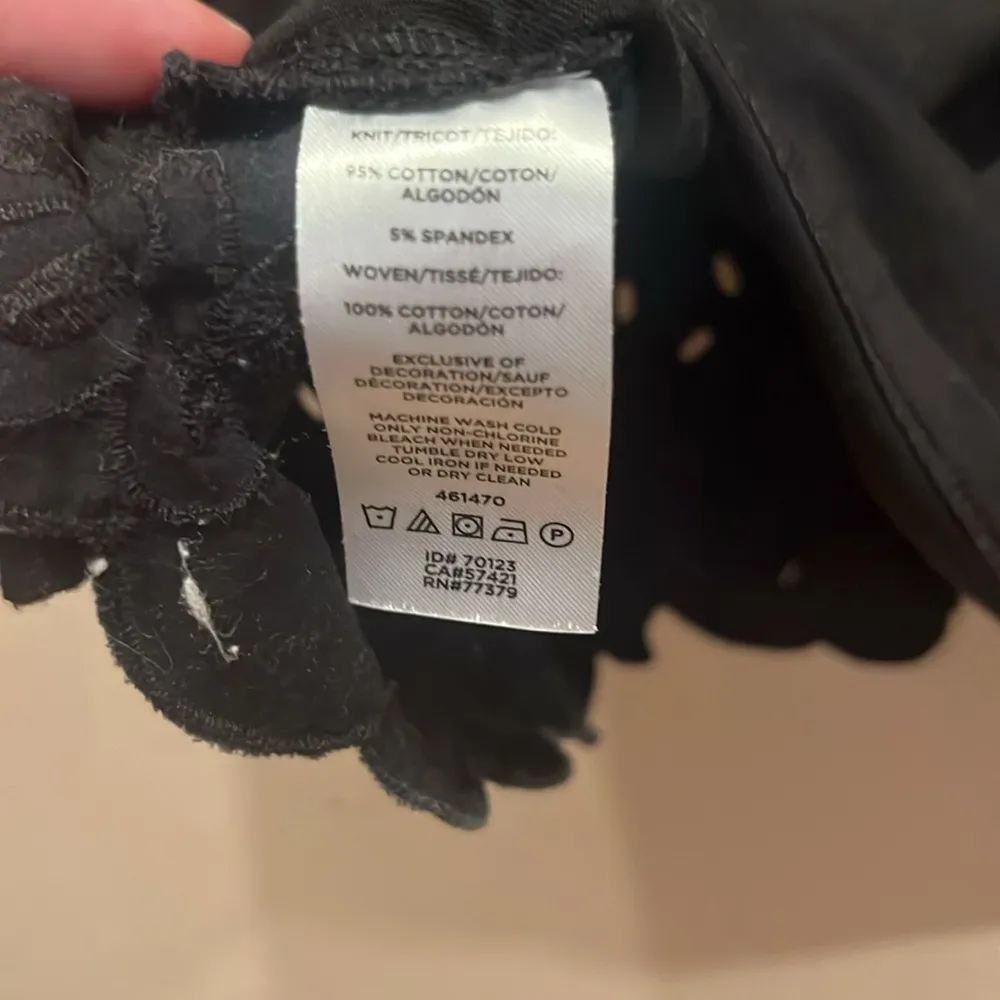 KNIT/TRICOT/TEJIDO:
95% COTTON/COTON/
ALGODÓN
5% SPANDEX
WOVEN/TISSÉ/TEJIDO:
100% COTTON/COTON/
ALGODÓN
EXCLUSIVE OF
DECORATION/SAUF
DÉCORATION/EXCEPTO
DECORACIÓN
MACHINE WASH COLD
ONLY NON-CHLORINE
BLEACH WHEN NEEDED
TUMBLE DRY LOW
COOL IRON IF NEEDED
OR DRY CLEAN
461470
P
ID# 70123
CA#57421
RN#77379